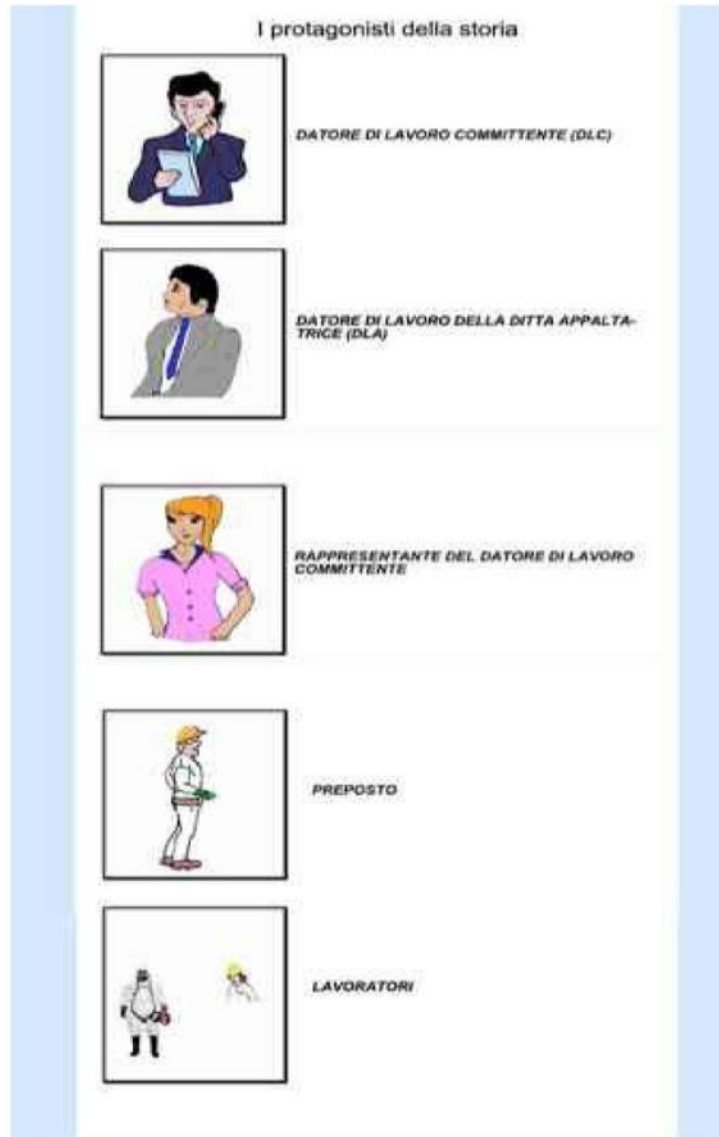 I protagonisti della storia
DATORE DI LAVORO COMMITTENTE (DLC)
DATORE DI LAVORO DELLA DITTA APPALTA-
TRICE (DLA)
RAPPRESENTANTE DEL DATORE DI LAVORO
COMMITTENTE
PREPOSTO
LAVORATORI